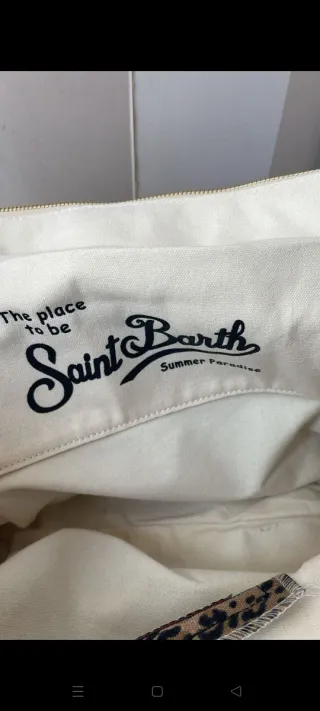 The place
to be
Saint Barth
Summer Paradise